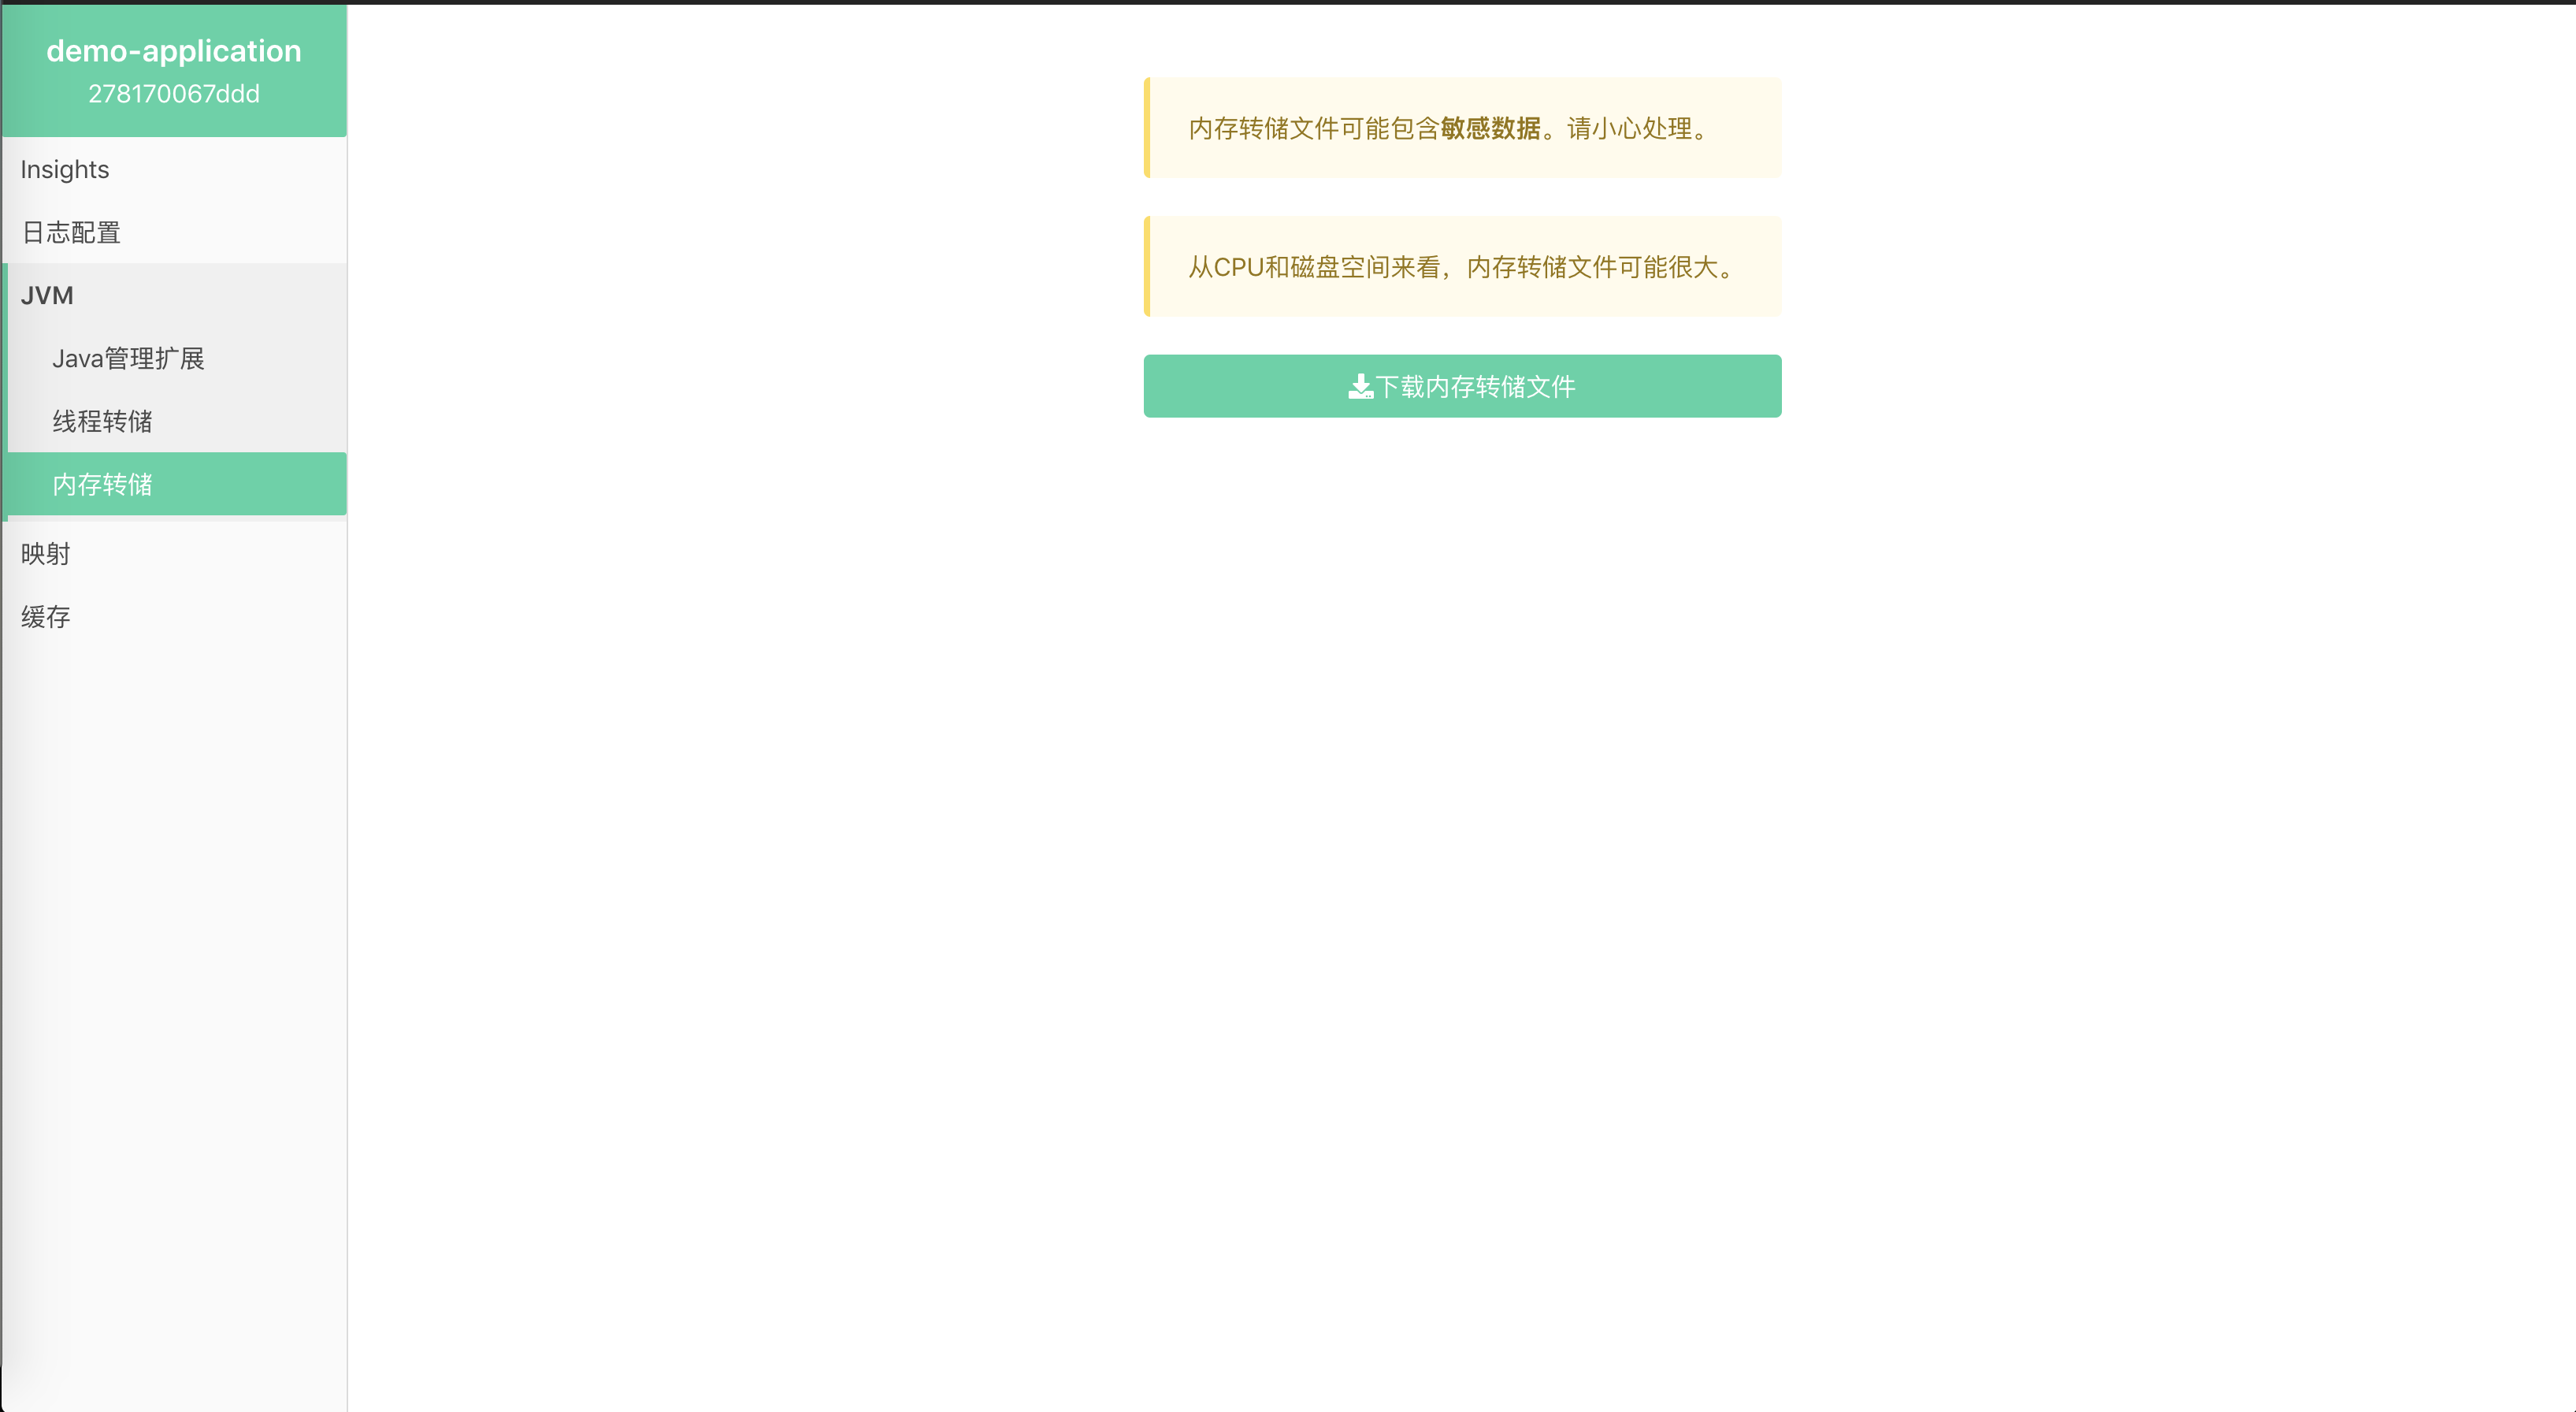 demo-application
278170067ddd
Insights
日志配置
JVM
Java管理扩展
线程转储
内存转储
映射
缓存
内存转储文件可能包含敏感数据。请小心处理。
从CPU和磁盘空间来看，内存转储文件可能很大。
下载内存转储文件